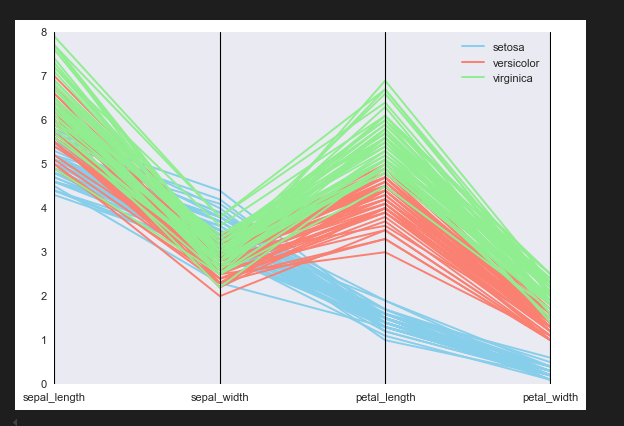 8
7
6
5
4
3
2
1
0
setosa
versicolor
virginica
sepal_length sepal_width petal_length petal_width